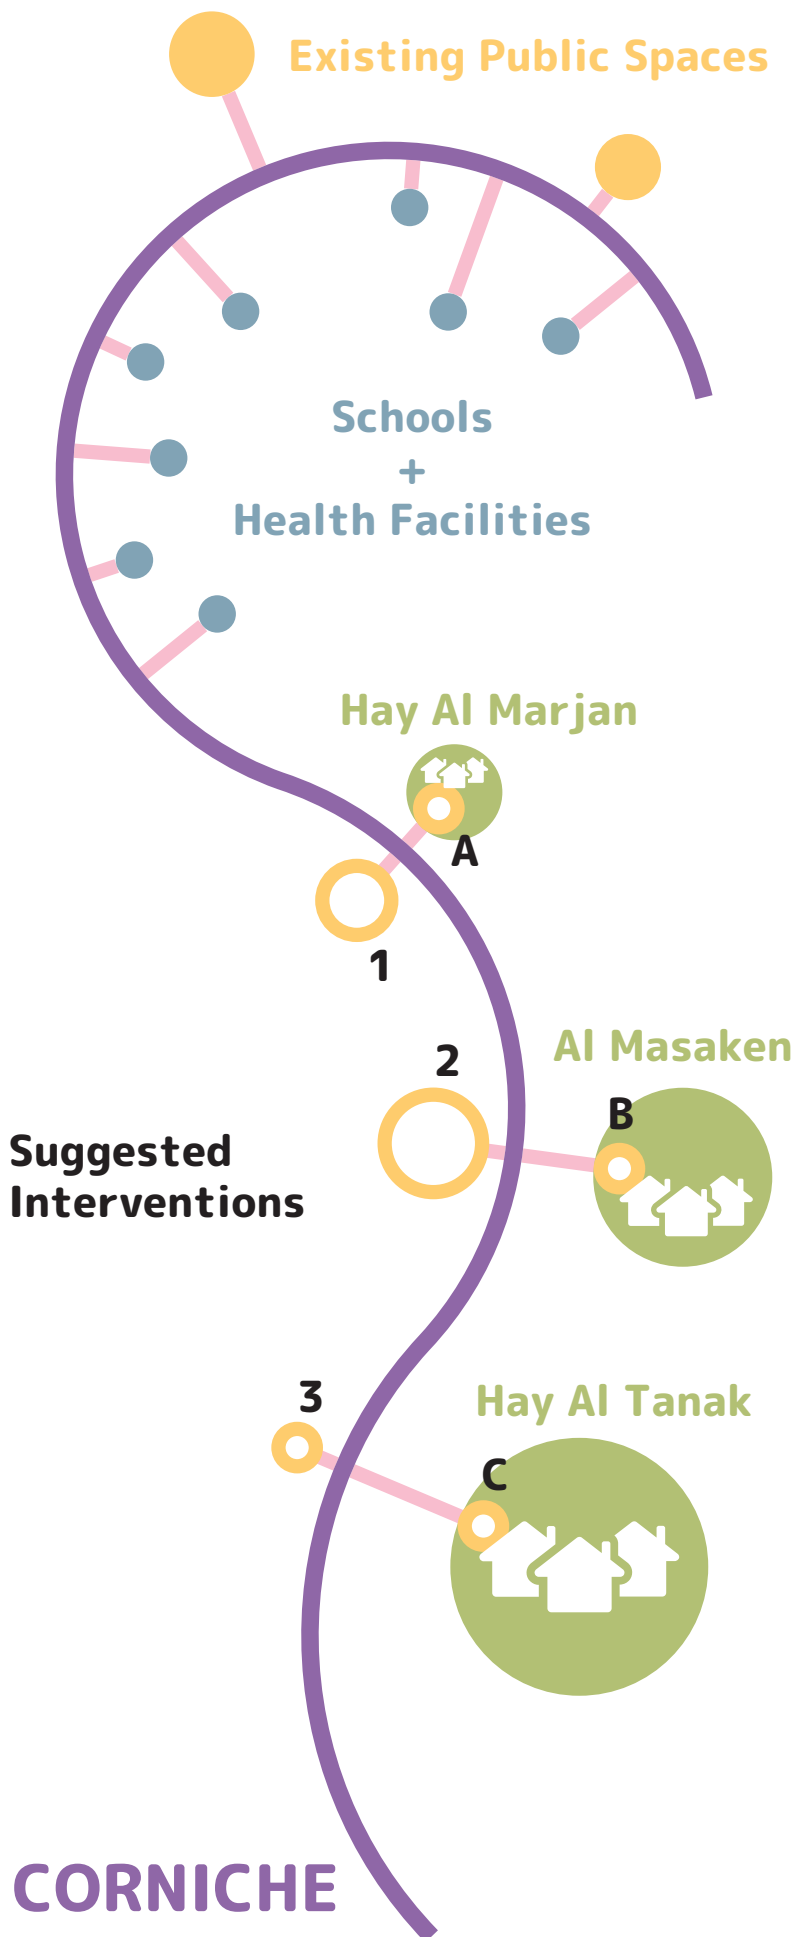 Existing Public Spaces
Schools
+
Health Facilities
Hay Al Marjan
A
1
2
Al Masaken
B
Suggested
Interventions
3
Hay Al Tanak
C
CORNICHE